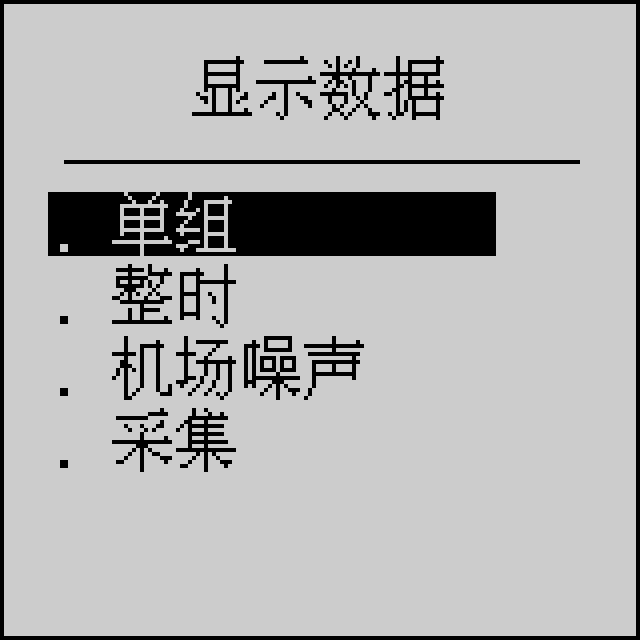 显示数据
. 单组
. 整时
. 机场噪声
. 采集